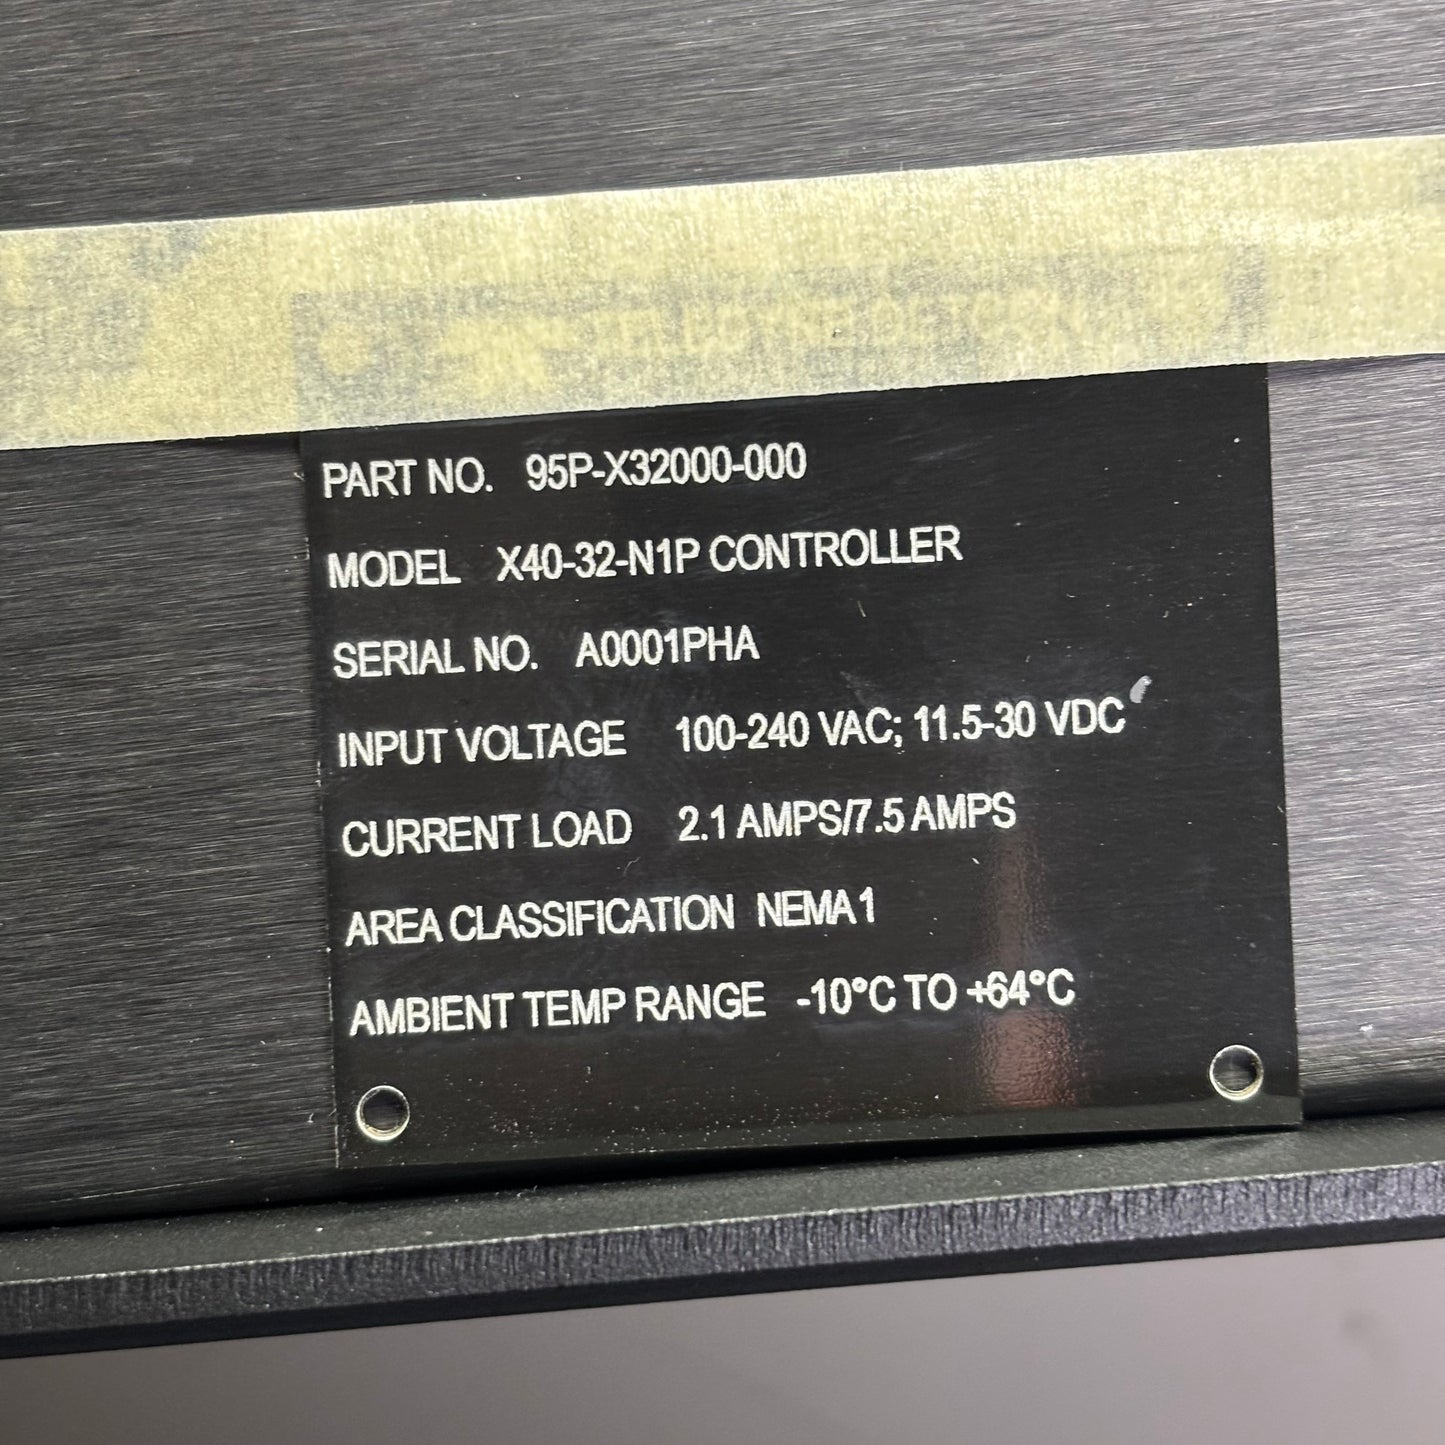 PART NO. 95P-X32000-000
MODEL X40-32-N1P CONTROLLER
SERIAL NO. A0001PHA
INPUT VOLTAGE 100-240 VAC; 11.5-30 VDC
CURRENT LOAD 2.1 AMPS/7.5 AMPS
AREA CLASSIFICATION NEMA 1
AMBIENT TEMP RANGE -10°C TO +64°C